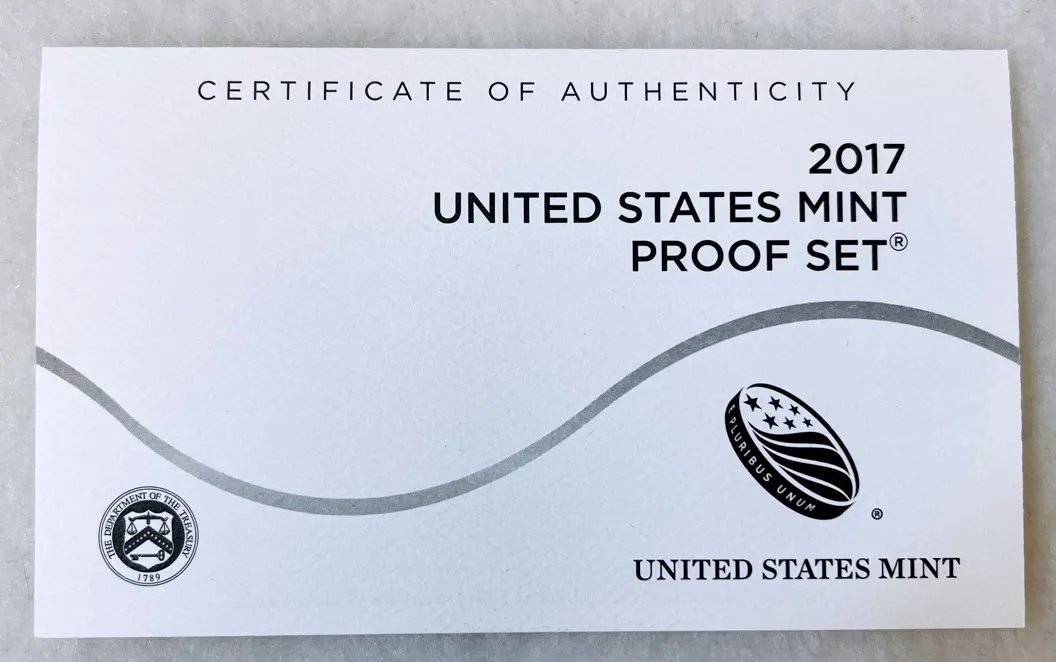 CERTIFICATE OF AUTHENTICITY
2017
UNITED STATES MINT
PROOF SET®
E PLURIBUS UNUM
®
THE DEPARTMENT OF THE TREASURY
1789
UNITED STATES MINT